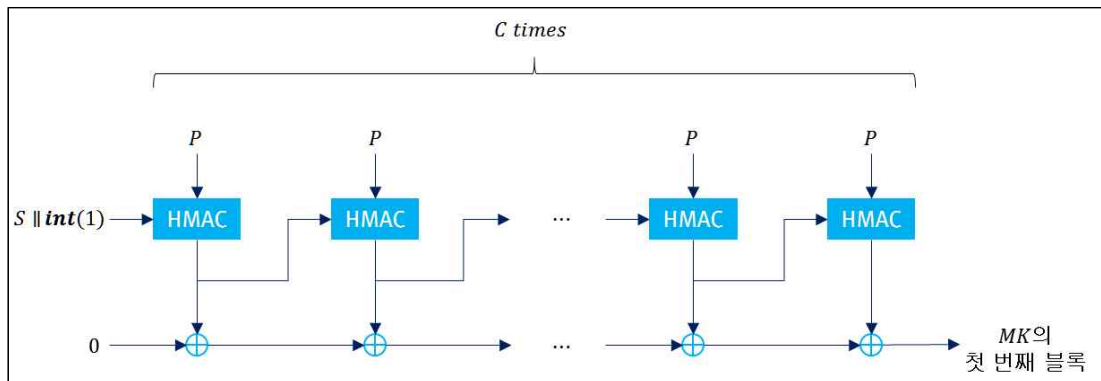 C times
P P P P
S ∥ int(1) HMAC HMAC ... HMAC HMAC
0 ... MK의
첫 번째 블록